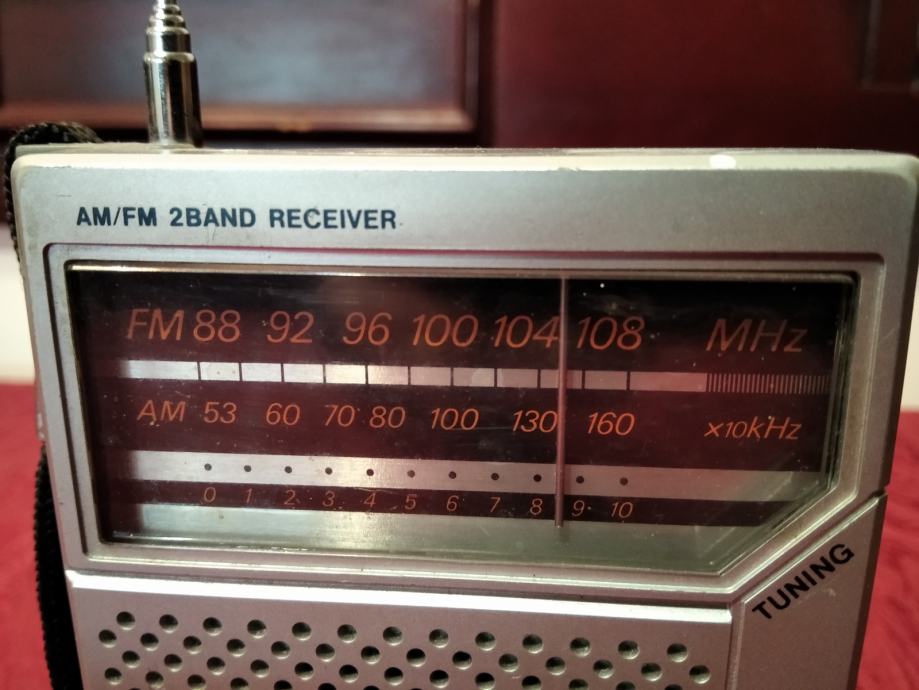 AM/FM 2BAND RECEIVER
FM 88 92 96 100 104 108 MHz
AM 53 60 70 80 100 130 160 x10kHz
0 1 2 3 4 5 6 7 8 9 10
TUNING